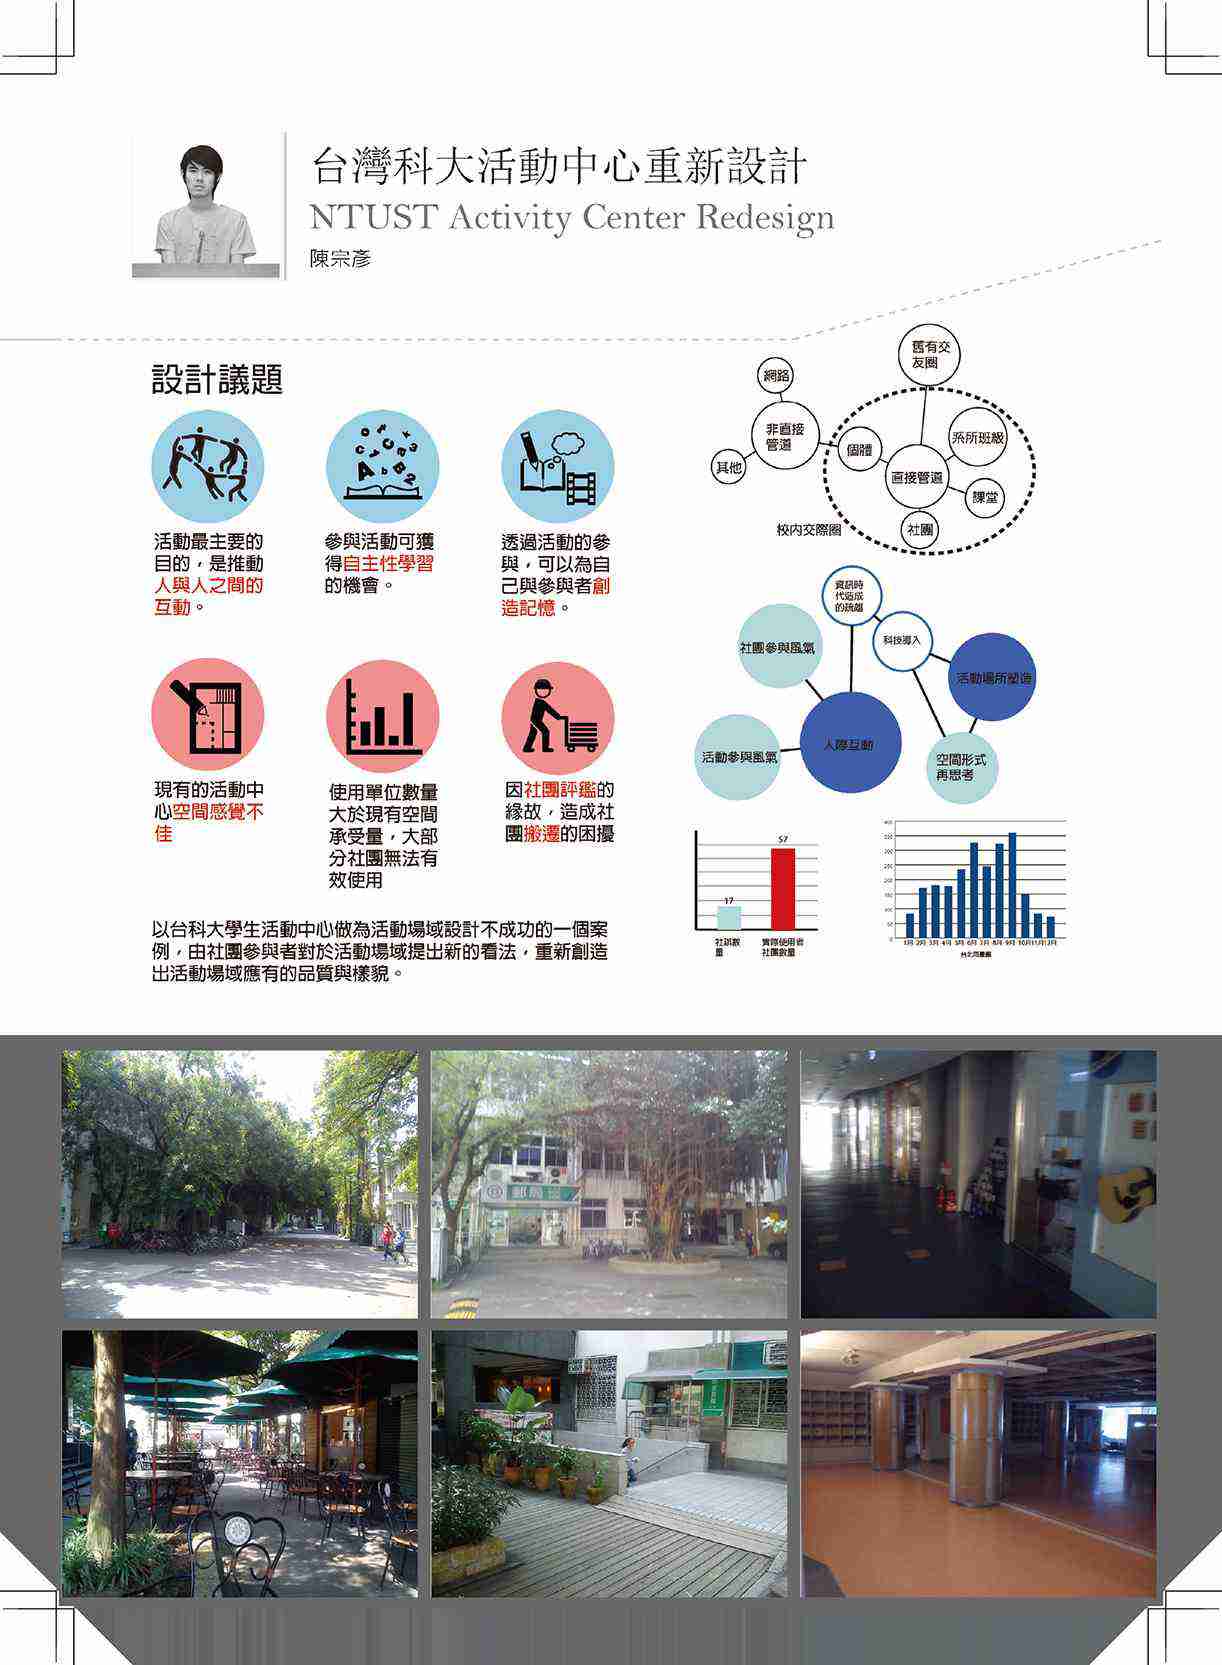 台灣科大活動中心重新設計
NTUST Activity Center Redesign
陳宗彥
設計議題
活動最主要的
目的，是推動
人與人之間的
互動。
參與活動可獲
得自主性學習
的機會。
透過活動的參
與，可以為自
己與參與者創
造記憶。
現有的活動中
心空間感覺不
佳
使用單位數量
大於現有空間
承受量，大部
分社團無法有
效使用
因社團評鑑的
緣故，造成社
團搬遷的困擾
以台科大學生活動中心做為活動場域設計不成功的一個案
例，由社團參與者對於活動場域提出新的看法，重新創造
出活動場域應有的品質與樣貌。
舊有交
友圈
網路
非直接
管道
其他
個體
系所班級
直接管道
課堂
社團
校內交際圈
資訊時
代造成
的疏離
科技導入
社團參與風氣
活動場所塑造
人際互動
活動參與風氣
空間形式
再思考
57
17
社辦數
量
實際使用者
社團數量
400
350
300
250
200
150
100
50
0
1月 2月 3月 4月 5月 6月 7月 8月 9月 10月11月12月
台北雨量圖
郵局